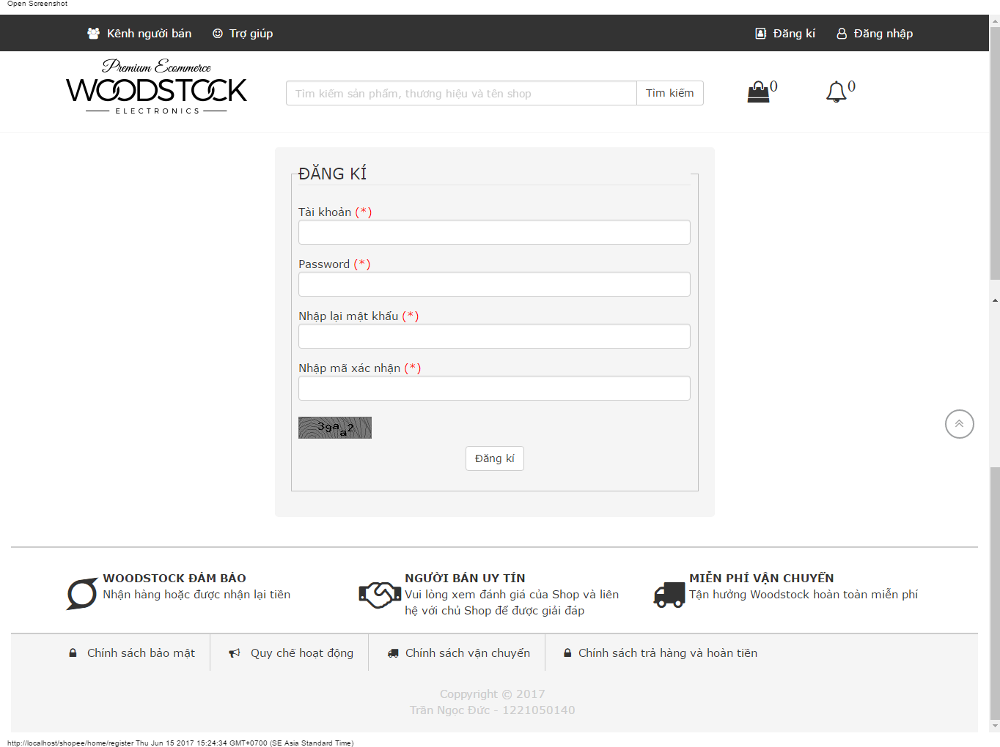 Open Screenshot
Kênh người bán Trợ giúp Đăng kí Đăng nhập
Premium Ecommerce
WOODSTOCK
ELECTRONICS
Tìm kiếm sản phẩm, thương hiệu và tên shop Tìm kiếm 0 0
ĐĂNG KÍ
Tài khoản (*)
Password (*)
Nhập lại mật khẩu (*)
Nhập mã xác nhận (*)
39aa2
Đăng kí
WOODSTOCK ĐẢM BẢO
Nhận hàng hoặc được nhận lại tiền
NGƯỜI BÁN UY TÍN
Vui lòng xem đánh giá của Shop và liên
hệ với chủ Shop để được giải đáp
MIỄN PHÍ VẬN CHUYỂN
Tận hưởng Woodstock hoàn toàn miễn phí
Chính sách bảo mật Quy chế hoạt động Chính sách vận chuyển Chính sách trả hàng và hoàn tiền
Coppyright © 2017
Trần Ngọc Đức - 1221050140
http://localhost/shopee/home/register Thu Jun 15 2017 15:24:34 GMT+0700 (SE Asia Standard Time)